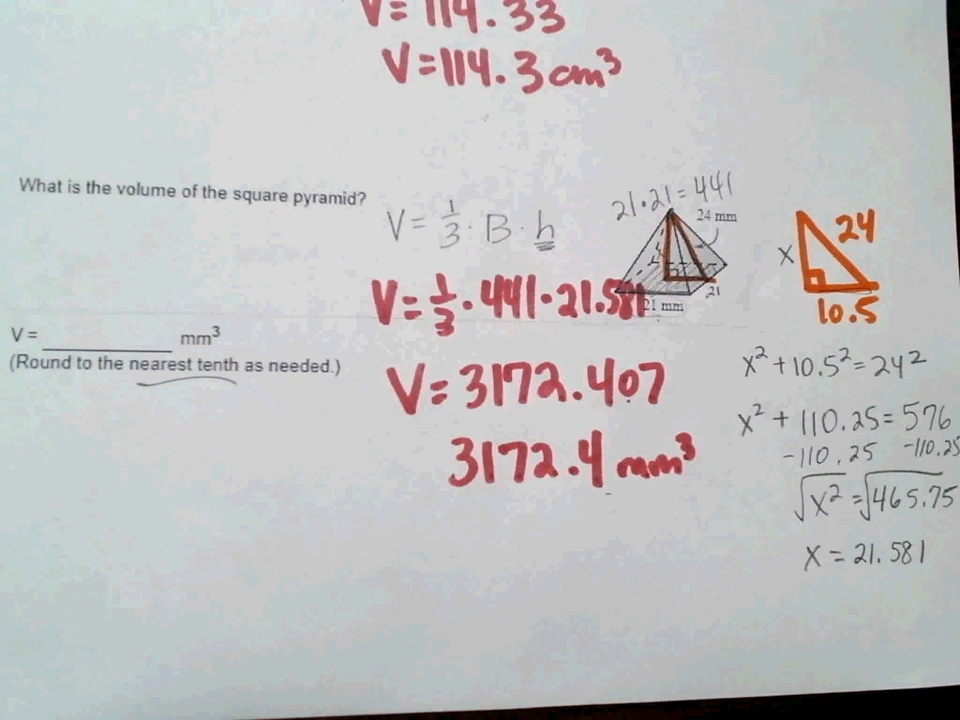 V = 114.33
V = 114.3 cm³
What is the volume of the square pyramid?
V = 1/3 · B · h
21 · 21 = 441
24 mm
21 mm
21
V = 1/3 · 441 · 21.581
V = ________ mm³
(Round to the nearest tenth as needed.)
V = 3172.407
3172.4 mm³
x
24
10.5
x² + 10.5² = 24²
x² + 110.25 = 576
-110.25 -110.25
√x² = √465.75
x = 21.581